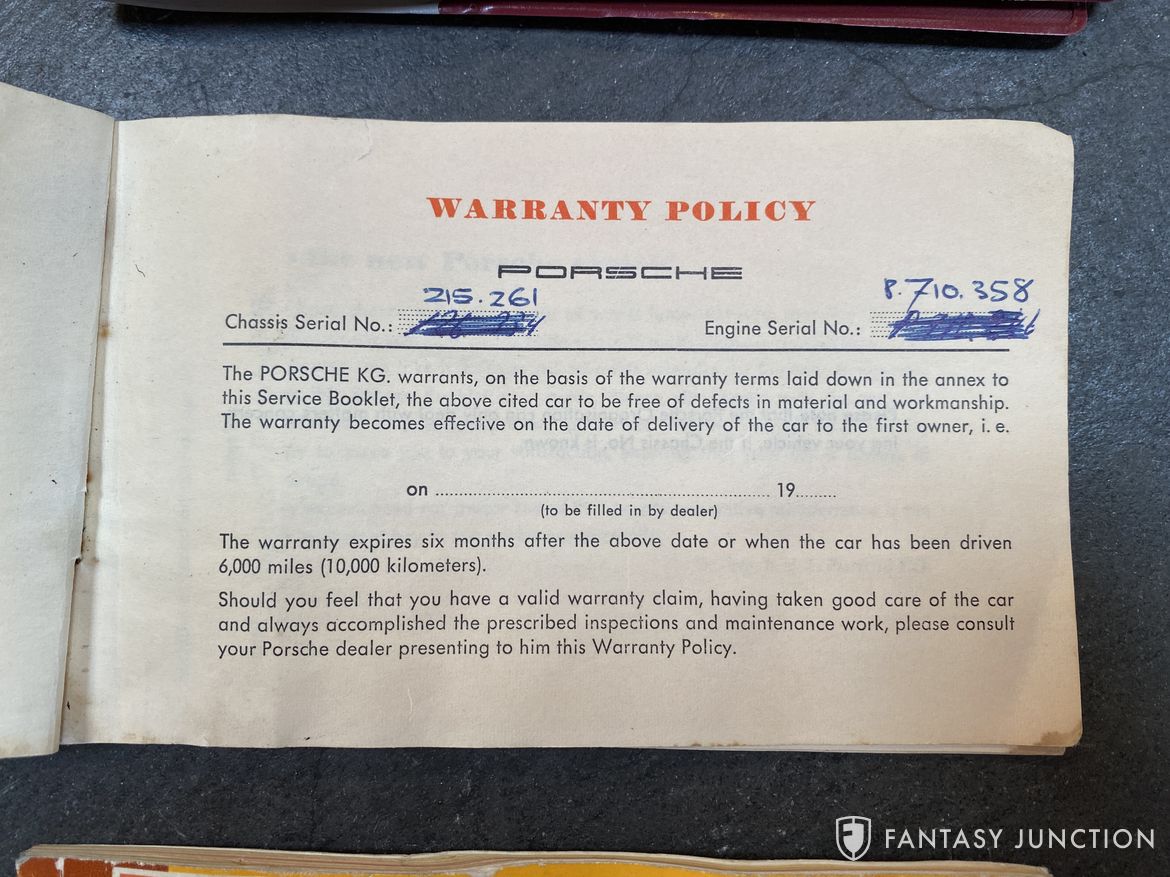 WARRANTY POLICY
PORSCHE
215.261
8.710.358
Chassis Serial No.:
Engine Serial No.:
The PORSCHE KG. warrants, on the basis of the warranty terms laid down in the annex to
this Service Booklet, the above cited car to be free of defects in material and workmanship.
The warranty becomes effective on the date of delivery of the car to the first owner, i. e.
on ........................................ 19.........
(to be filled in by dealer)
The warranty expires six months after the above date or when the car has been driven
6,000 miles (10,000 kilometers).
Should you feel that you have a valid warranty claim, having taken good care of the car
and always accomplished the prescribed inspections and maintenance work, please consult
your Porsche dealer presenting to him this Warranty Policy.
FANTASY JUNCTION